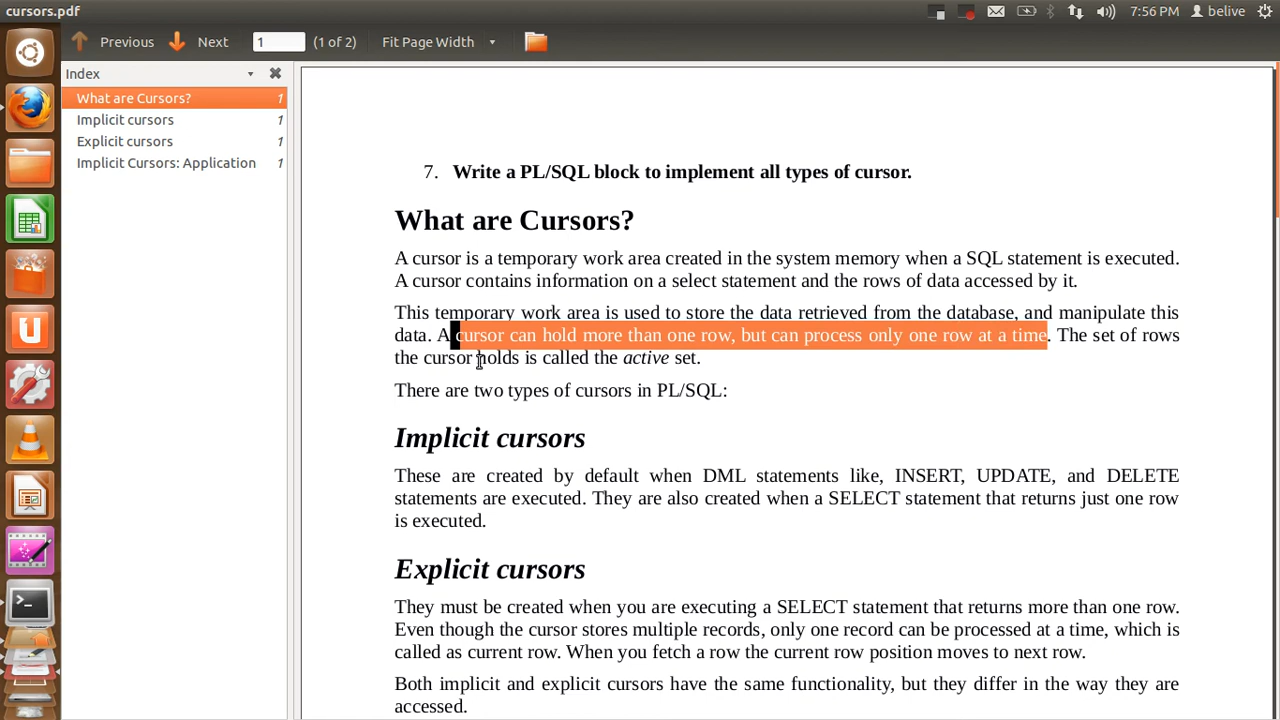 cursors.pdf
7:56 PM belive
Previous Next 1 (1 of 2) Fit Page Width
Index
What are Cursors? 1
Implicit cursors 1
Explicit cursors 1
Implicit Cursors: Application 1
7. Write a PL/SQL block to implement all types of cursor.
What are Cursors?
A cursor is a temporary work area created in the system memory when a SQL statement is executed.
A cursor contains information on a select statement and the rows of data accessed by it.
This temporary work area is used to store the data retrieved from the database, and manipulate this
data. A cursor can hold more than one row, but can process only one row at a time. The set of rows
the cursor holds is called the active set.
There are two types of cursors in PL/SQL:
Implicit cursors
These are created by default when DML statements like, INSERT, UPDATE, and DELETE
statements are executed. They are also created when a SELECT statement that returns just one row
is executed.
Explicit cursors
They must be created when you are executing a SELECT statement that returns more than one row.
Even though the cursor stores multiple records, only one record can be processed at a time, which is
called as current row. When you fetch a row the current row position moves to next row.
Both implicit and explicit cursors have the same functionality, but they differ in the way they are
accessed.